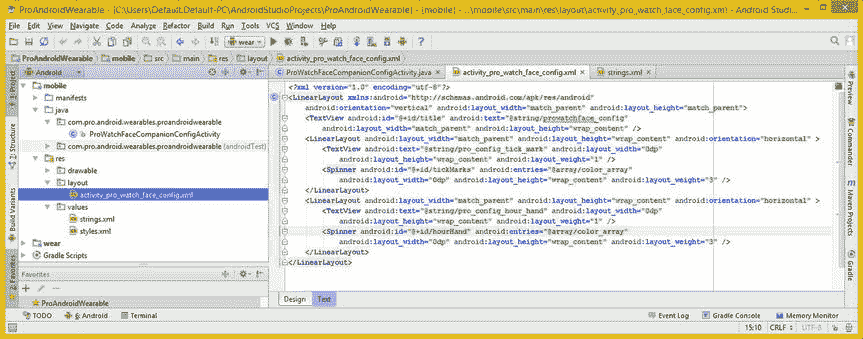 ProAndroidWearable - [C:\Users\Default.Default-PC\AndroidStudioProjects\ProAndroidWearable] - [mobile] - ...\mobile\src\main\res\layout\activity_pro_watch_face_config.xml - Android Studio
File Edit View Navigate Code Analyze Refactor Build Run Tools VCS Window Help
wear
ProAndroidWearable mobile src main res layout activity_pro_watch_face_config.xml
Android
ProWatchFaceCompanionConfigActivity.java activity_pro_watch_face_config.xml strings.xml
1: Project
Z: Structure
Build Variants
2: Favorites
mobile
manifests
java
com.pro.android.wearables.proandroidwearable
ProWatchFaceCompanionConfigActivity
com.pro.android.wearables.proandroidwearable (androidTest)
res
drawable
layout
activity_pro_watch_face_config.xml
values
strings.xml
styles.xml
wear
Gradle Scripts
Favorites
ProAndroidWearable
<?xml version="1.0" encoding="utf-8"?>
<LinearLayout xmlns:android="http://schemas.android.com/apk/res/android"
android:orientation="vertical" android:layout_width="match_parent" android:layout_height="match_parent">
<TextView android:id="@+id/title" android:text="@string/prowatchface_config"
android:layout_width="match_parent" android:layout_height="wrap_content" />
<LinearLayout android:layout_width="match_parent" android:layout_height="wrap_content" android:orientation="horizontal" >
<TextView android:text="@string/pro_config_tick_mark" android:layout_width="0dp"
android:layout_height="wrap_content" android:layout_weight="1" />
<Spinner android:id="@+id/tickMarks" android:entries="@array/color_array"
android:layout_width="0dp" android:layout_height="wrap_content" android:layout_weight="3" />
</LinearLayout>
<LinearLayout android:layout_width="match_parent" android:layout_height="wrap_content" android:orientation="horizontal" >
<TextView android:text="@string/pro_config_hour_hand" android:layout_width="0dp"
android:layout_height="wrap_content" android:layout_weight="1" />
<Spinner android:id="@+id/hourHand" android:entries="@array/color_array"
android:layout_width="0dp" android:layout_height="wrap_content" android:layout_weight="3" />
</LinearLayout>
</LinearLayout>
Design Text
Preview
Commander
Maven Projects
Gradle
TODO 6: Android Terminal Event Log Gradle Console Memory Monitor
15:10 CRLF UTF-8